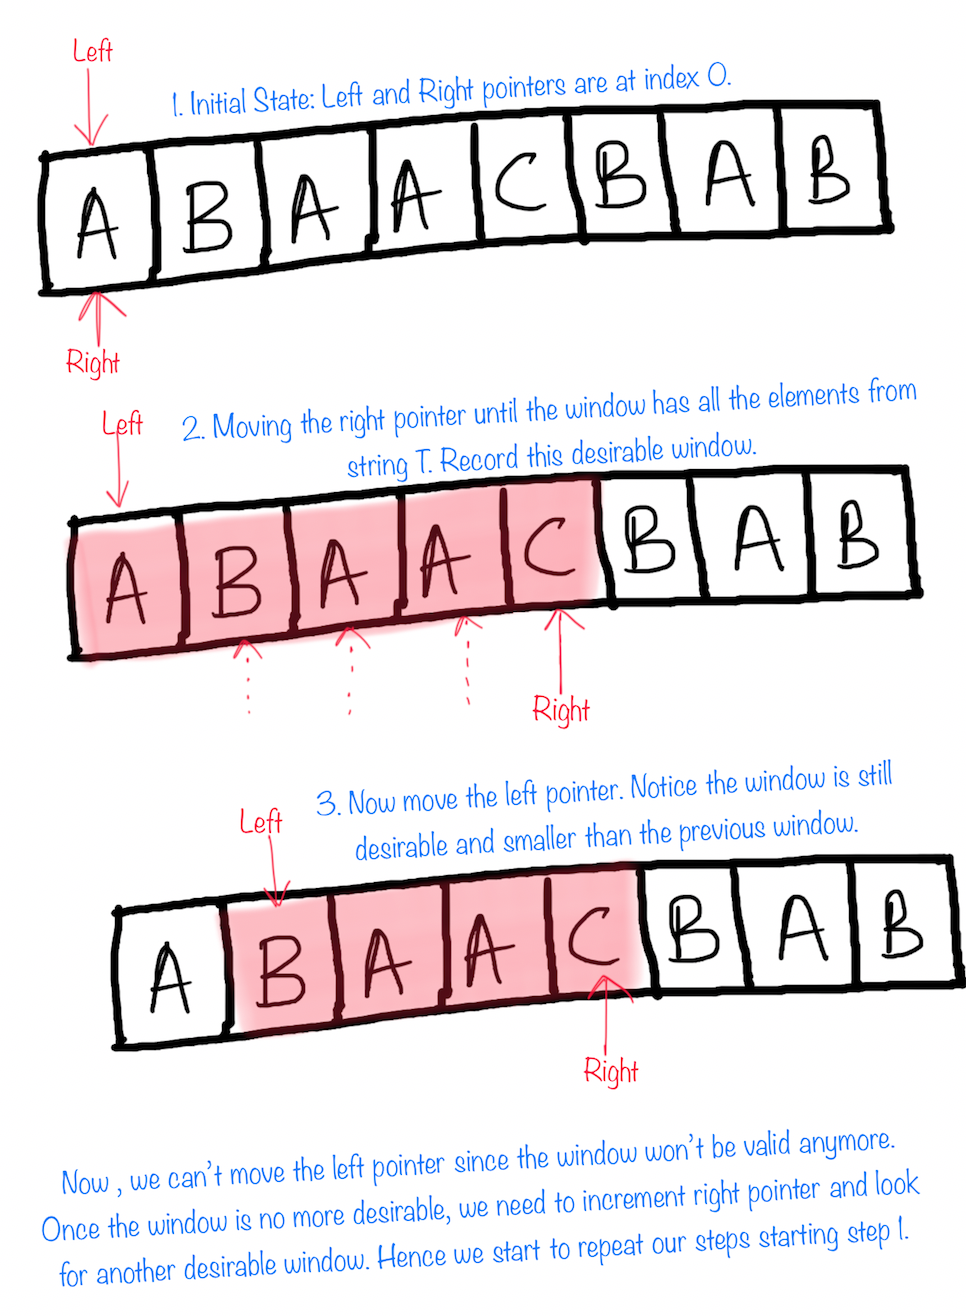 Left
1. Initial State: Left and Right pointers are at index 0.
A B A A C B A B
Right
Left
2. Moving the right pointer until the window has all the elements from
string T. Record this desirable window.
A B A A C B A B
Right
Left
3. Now move the left pointer. Notice the window is still
desirable and smaller than the previous window.
A B A A C B A B
Right
Now , we can't move the left pointer since the window won't be valid anymore.
Once the window is no more desirable, we need to increment right pointer and look
for another desirable window. Hence we start to repeat our steps starting step 1.